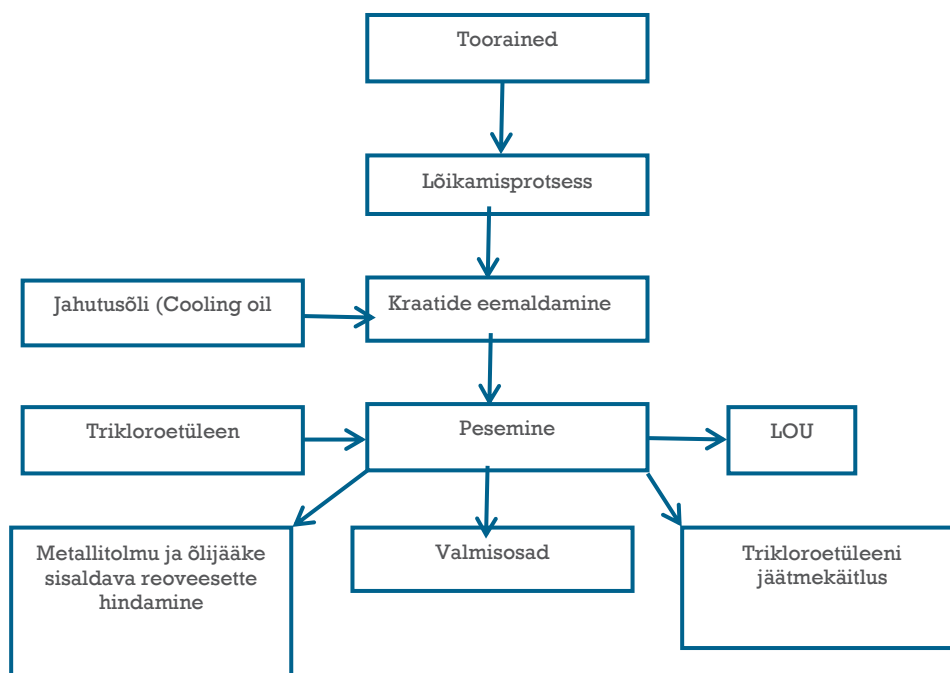 Toorained
Lõikamisprotsess
Jahutusõli (Cooling oil
Kraatide eemaldamine
Trikloroetüleen
Pesemine
LOU
Metallitolmu ja õlijääke
sisaldava reoveesette
hindamine
Valmisosad
Trikloroetüleeni
jäätmekäitlus